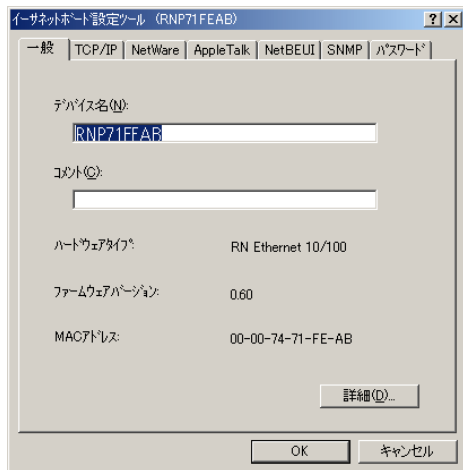 イーサネットボード設定ツール (RNP71FEAB)
一般 TCP/IP NetWare AppleTalk NetBEUI SNMP パスワード
デバイス名(N):
RNP71FEAB
コメント(C):
ハードウェアタイプ: RN Ethernet 10/100
ファームウェアバージョン: 0.60
MACアドレス: 00-00-74-71-FE-AB
詳細(D)...
OK キャンセル